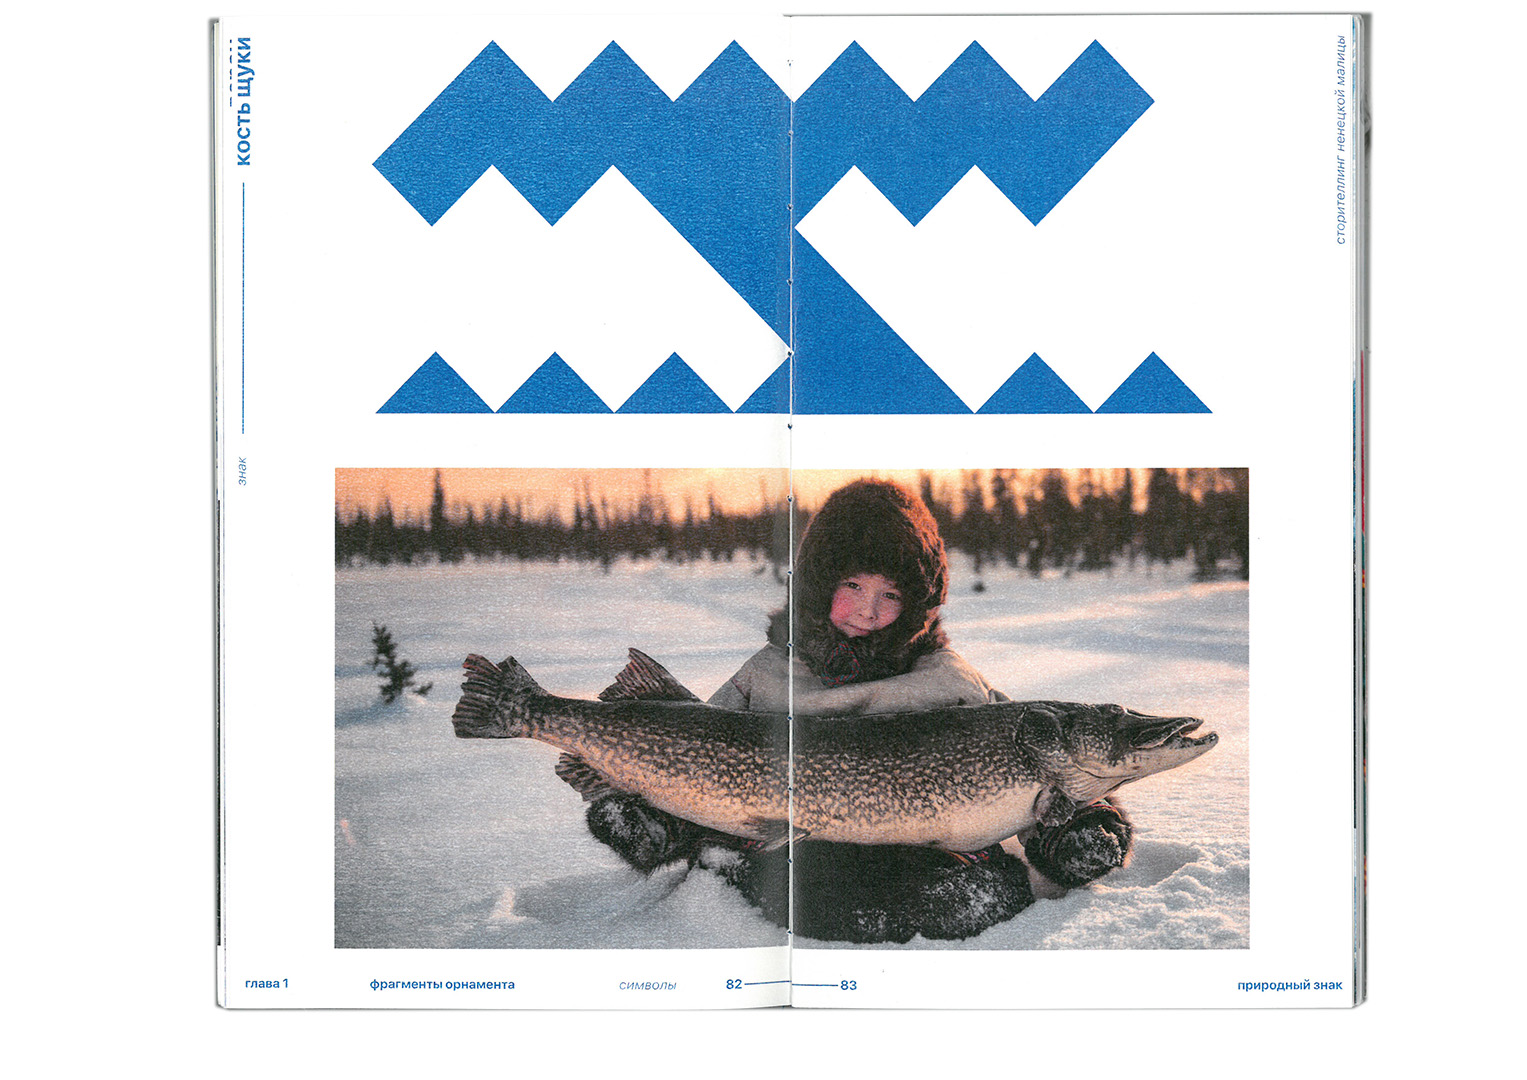 кость щуки
знак
сторителлинг ненецкой малицы
глава 1
фрагменты орнамента
символы
82
83
природный знак